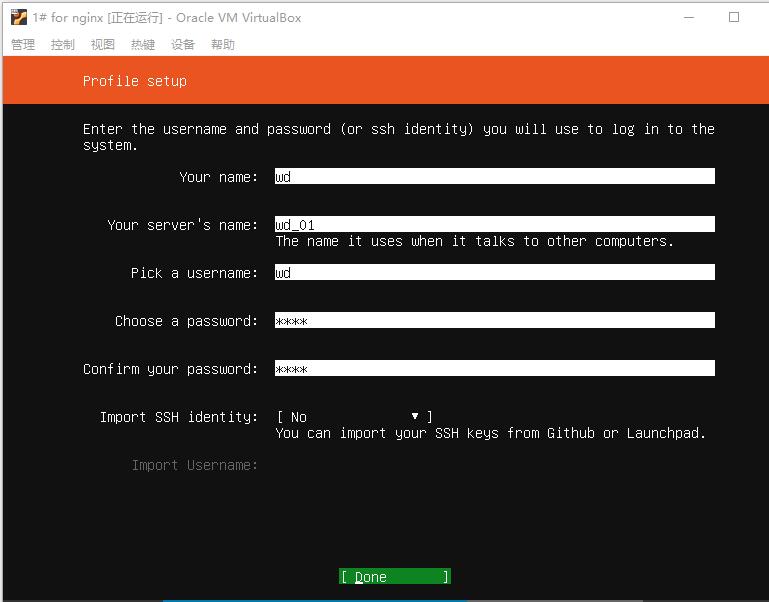 1# for nginx [正在运行] - Oracle VM VirtualBox
管理 控制 视图 热键 设备 帮助
Profile setup
Enter the username and password (or ssh identity) you will use to log in to the
system.
Your name: wd
Your server's name: wd_01
The name it uses when it talks to other computers.
Pick a username: wd
Choose a password: ****
Confirm your password: ****
Import SSH identity: [ No ▼ ]
You can import your SSH keys from Github or Launchpad.
Import Username:
[ Done ]